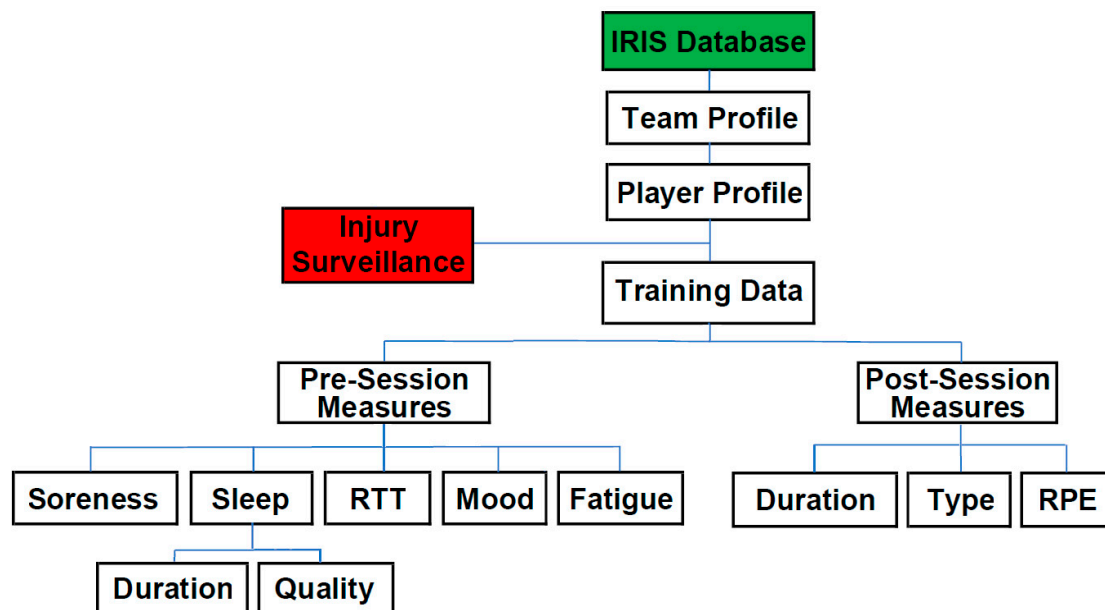 IRIS Database
Team Profile
Player Profile
Injury
Surveillance
Training Data
Pre-Session
Measures
Post-Session
Measures
Soreness
Sleep
RTT
Mood
Fatigue
Duration
Type
RPE
Duration
Quality